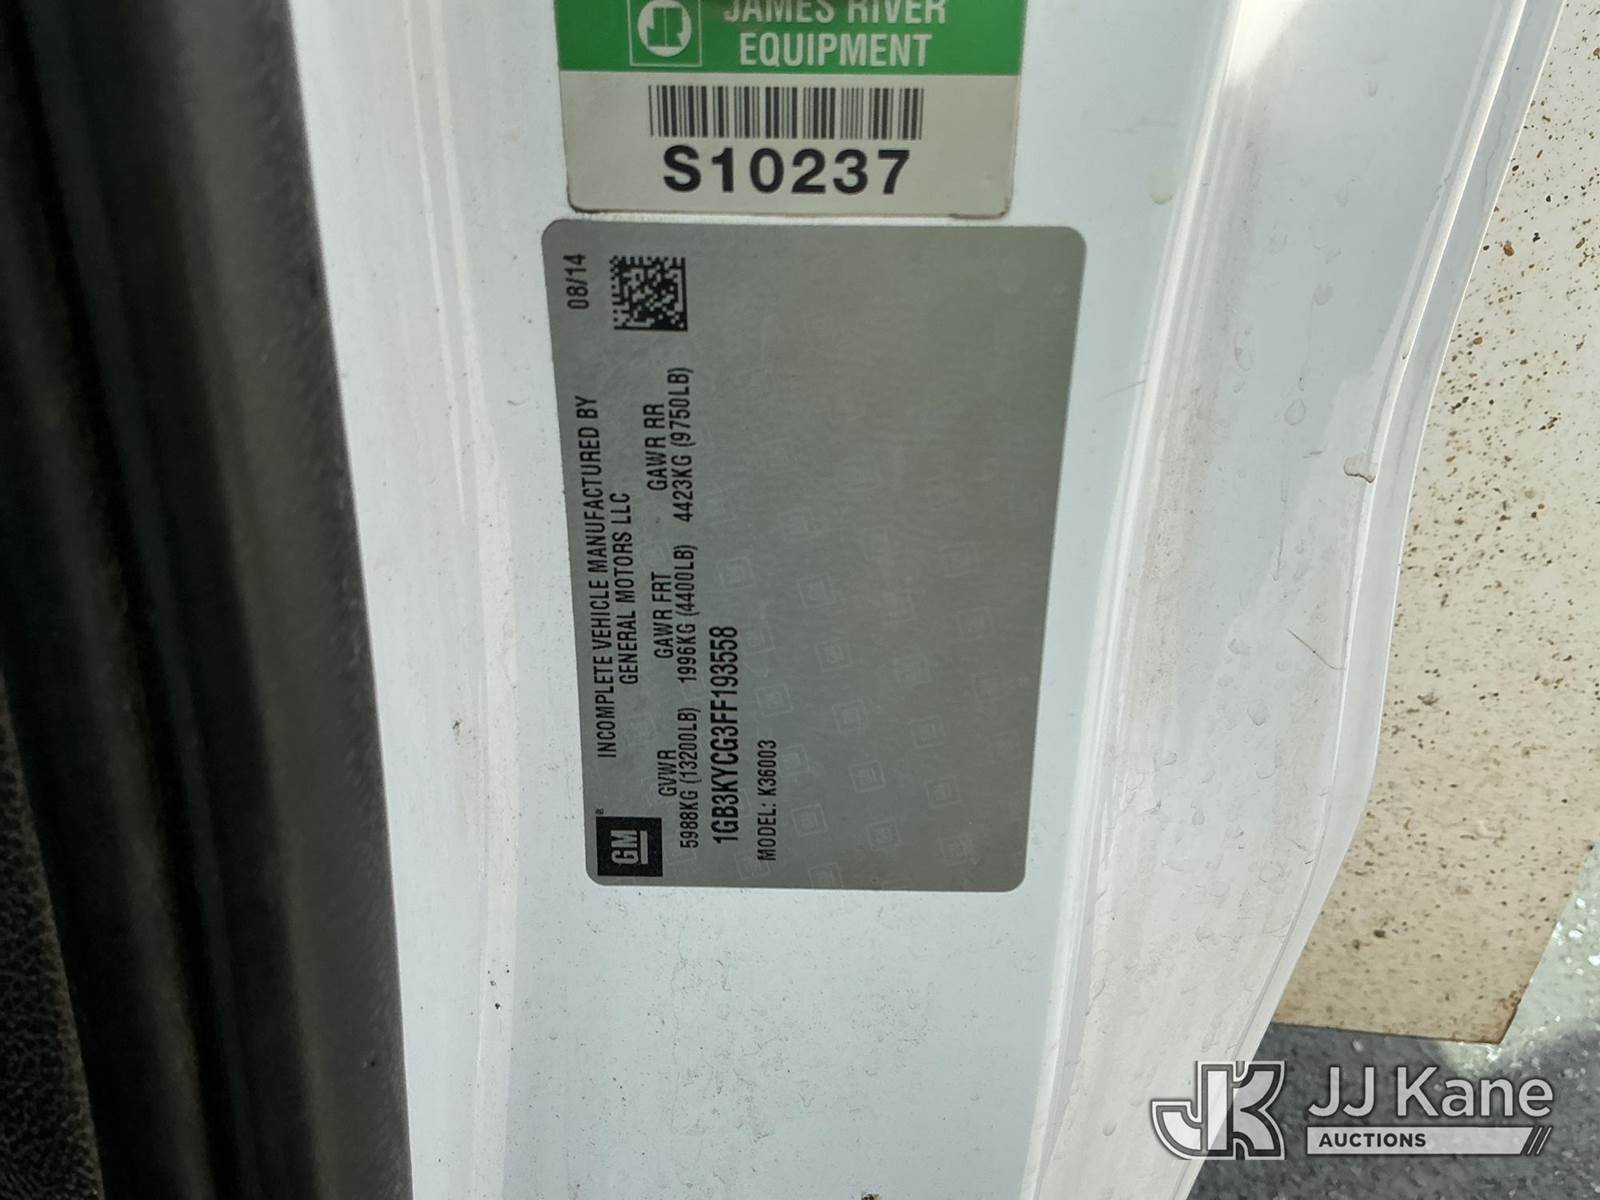 JAMES RIVER
EQUIPMENT
S10237
08/14
INCOMPLETE VEHICLE MANUFACTURED BY
GENERAL MOTORS LLC
GM®
GVWR GAWR FRT GAWR RR
5988KG (13200LB) 1996KG (4400LB) 4423KG (9750LB)
1GB3KYCG3FF193558
MODEL: K36003
JK JJ Kane
AUCTIONS